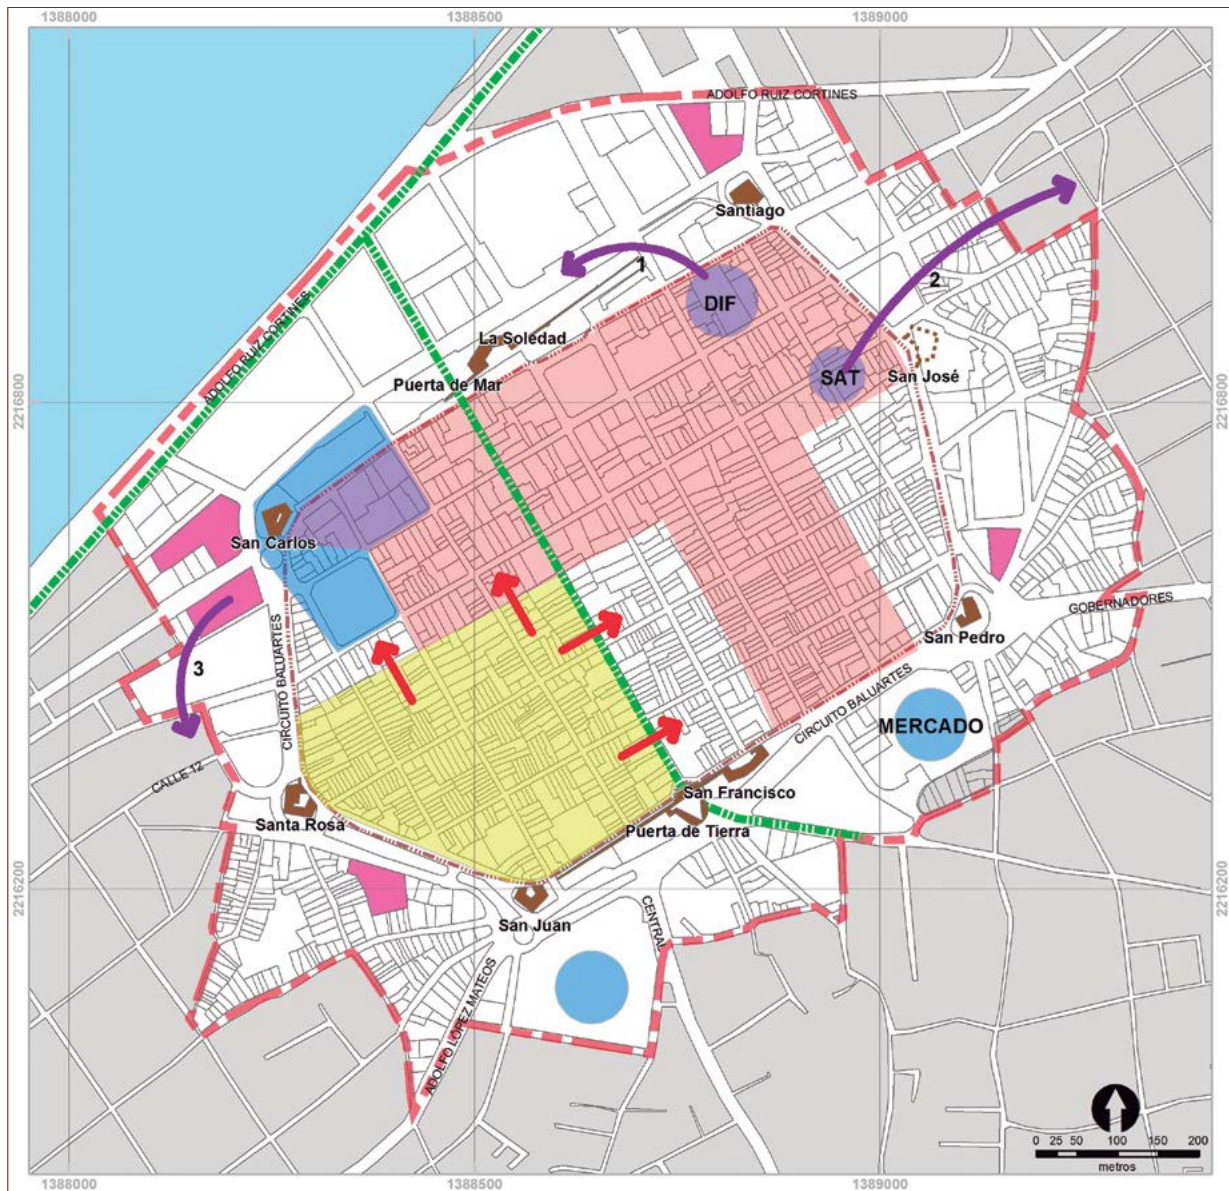 1388000
1388500
1389000
ADOLFO RUIZ CORTINES
Santiago
1
2
DIF
ADOLFO RUIZ CORTINES
La Soledad
SAT
San José
Puerta de Mar
2216800
2216800
San Carlos
GOBERNADORES
San Pedro
3
CIRCUITO BALUARTES
CIRCUITO BALUARTES
MERCADO
CALLE 12
San Francisco
Santa Rosa
Puerta de Tierra
2216200
2216200
San Juan
CENTRAL
ADOLFO LÓPEZ MATEOS
0 25 50 100 150 200
metros
1388000
1388500
1389000